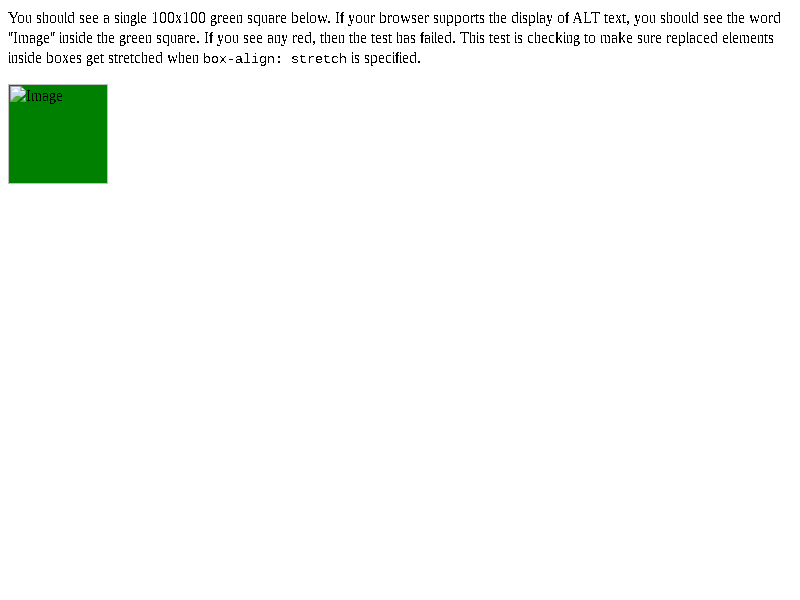 You should see a single 100x100 green square below. If your browser supports the display of ALT text, you should see the word
"Image" inside the green square. If you see any red, then the test has failed. This test is checking to make sure replaced elements
inside boxes get stretched when box-align: stretch is specified.
Image